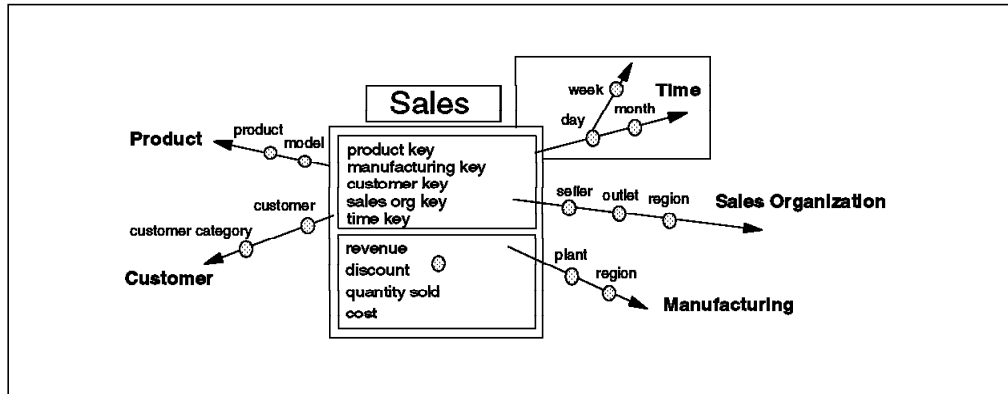 Sales
Time
week
month
day
Product
product
model
product key
manufacturing key
customer key
sales org key
time key
seller
outlet
region
Sales Organization
customer
customer category
Customer
revenue
discount
quantity sold
cost
plant
region
Manufacturing